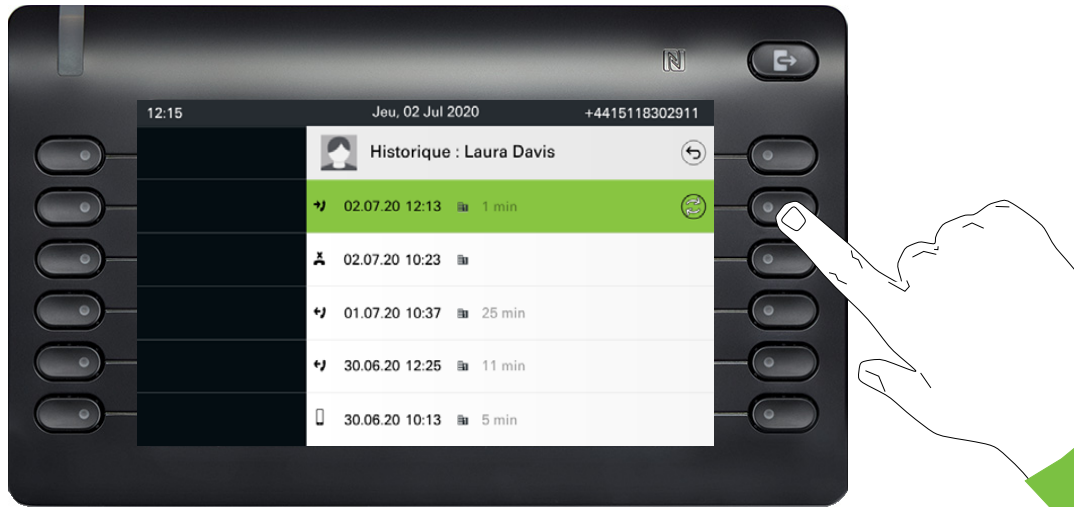 12:15 Jeu, 02 Jul 2020 +4415118302911
Historique : Laura Davis
02.07.20 12:13 1 min
02.07.20 10:23
01.07.20 10:37 25 min
30.06.20 12:25 11 min
30.06.20 10:13 5 min